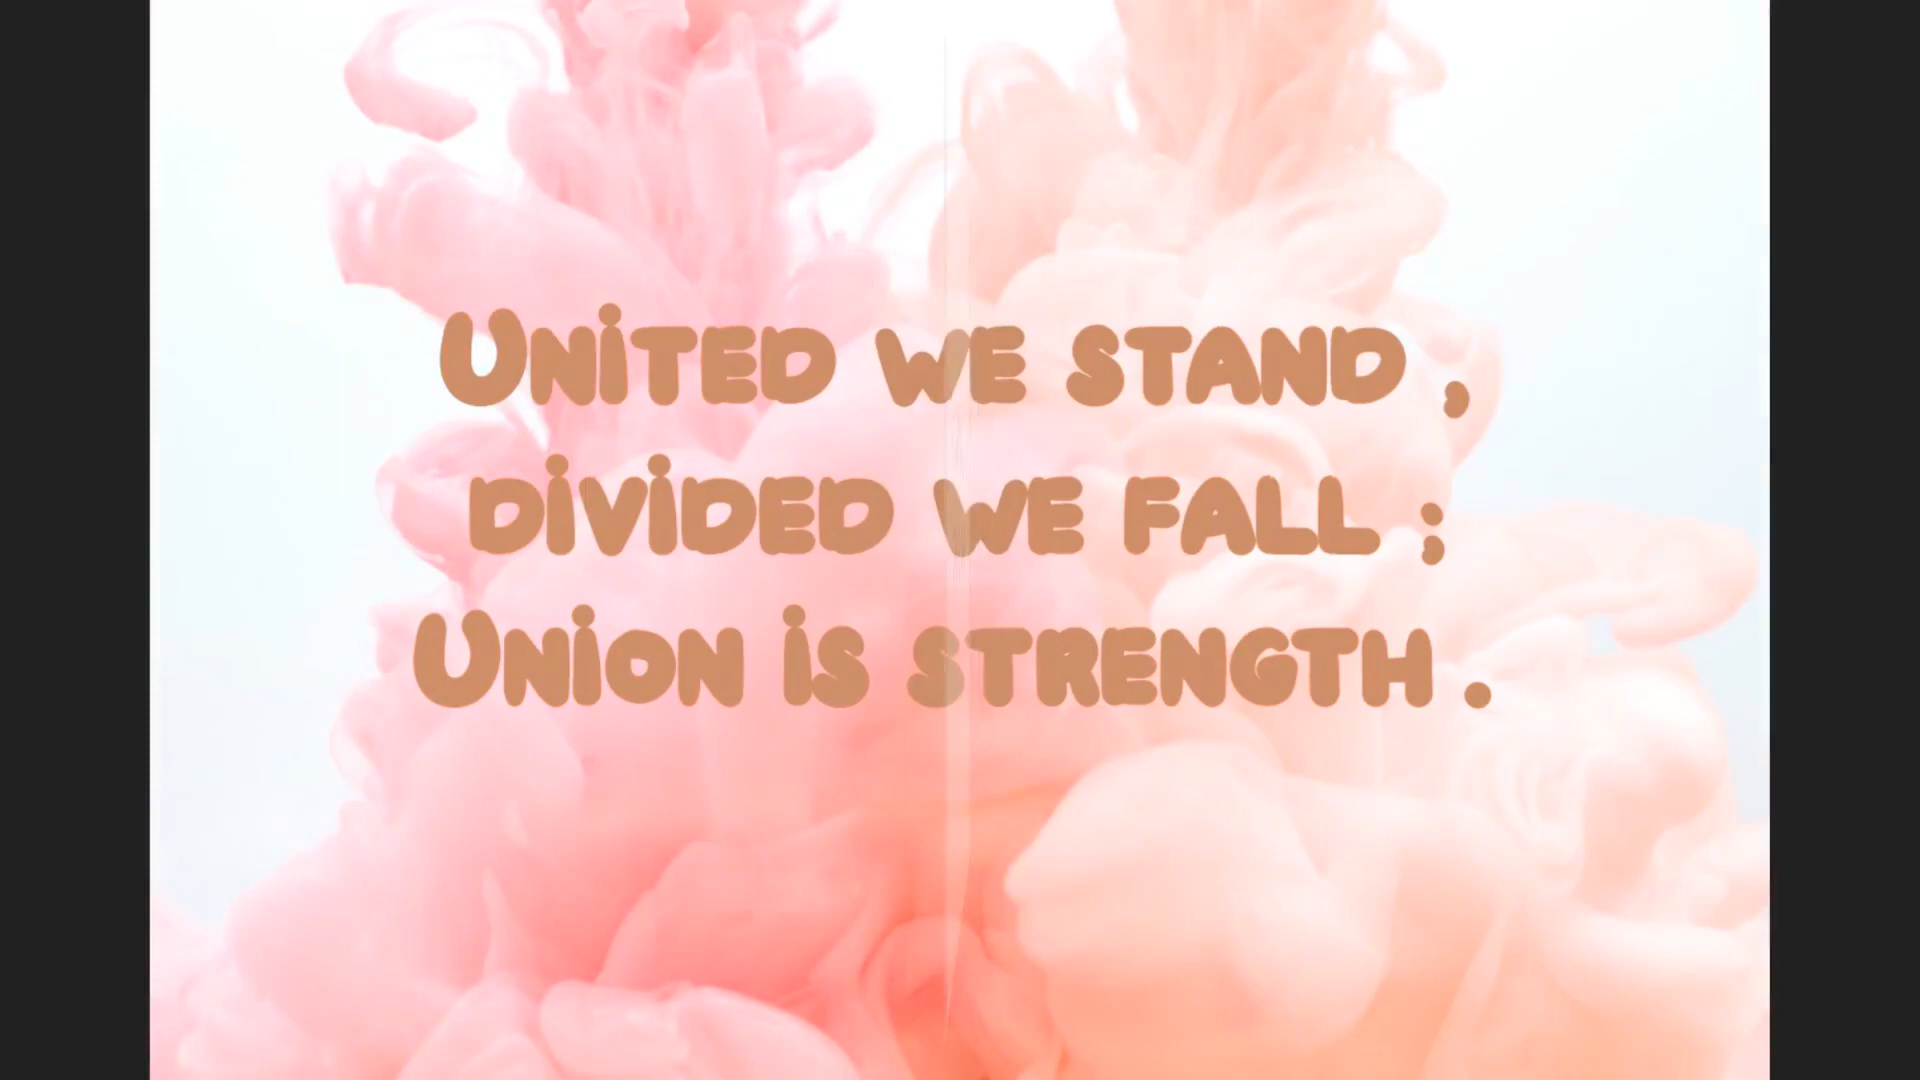 United we stand ,
divided we fall ;
Union is strength .